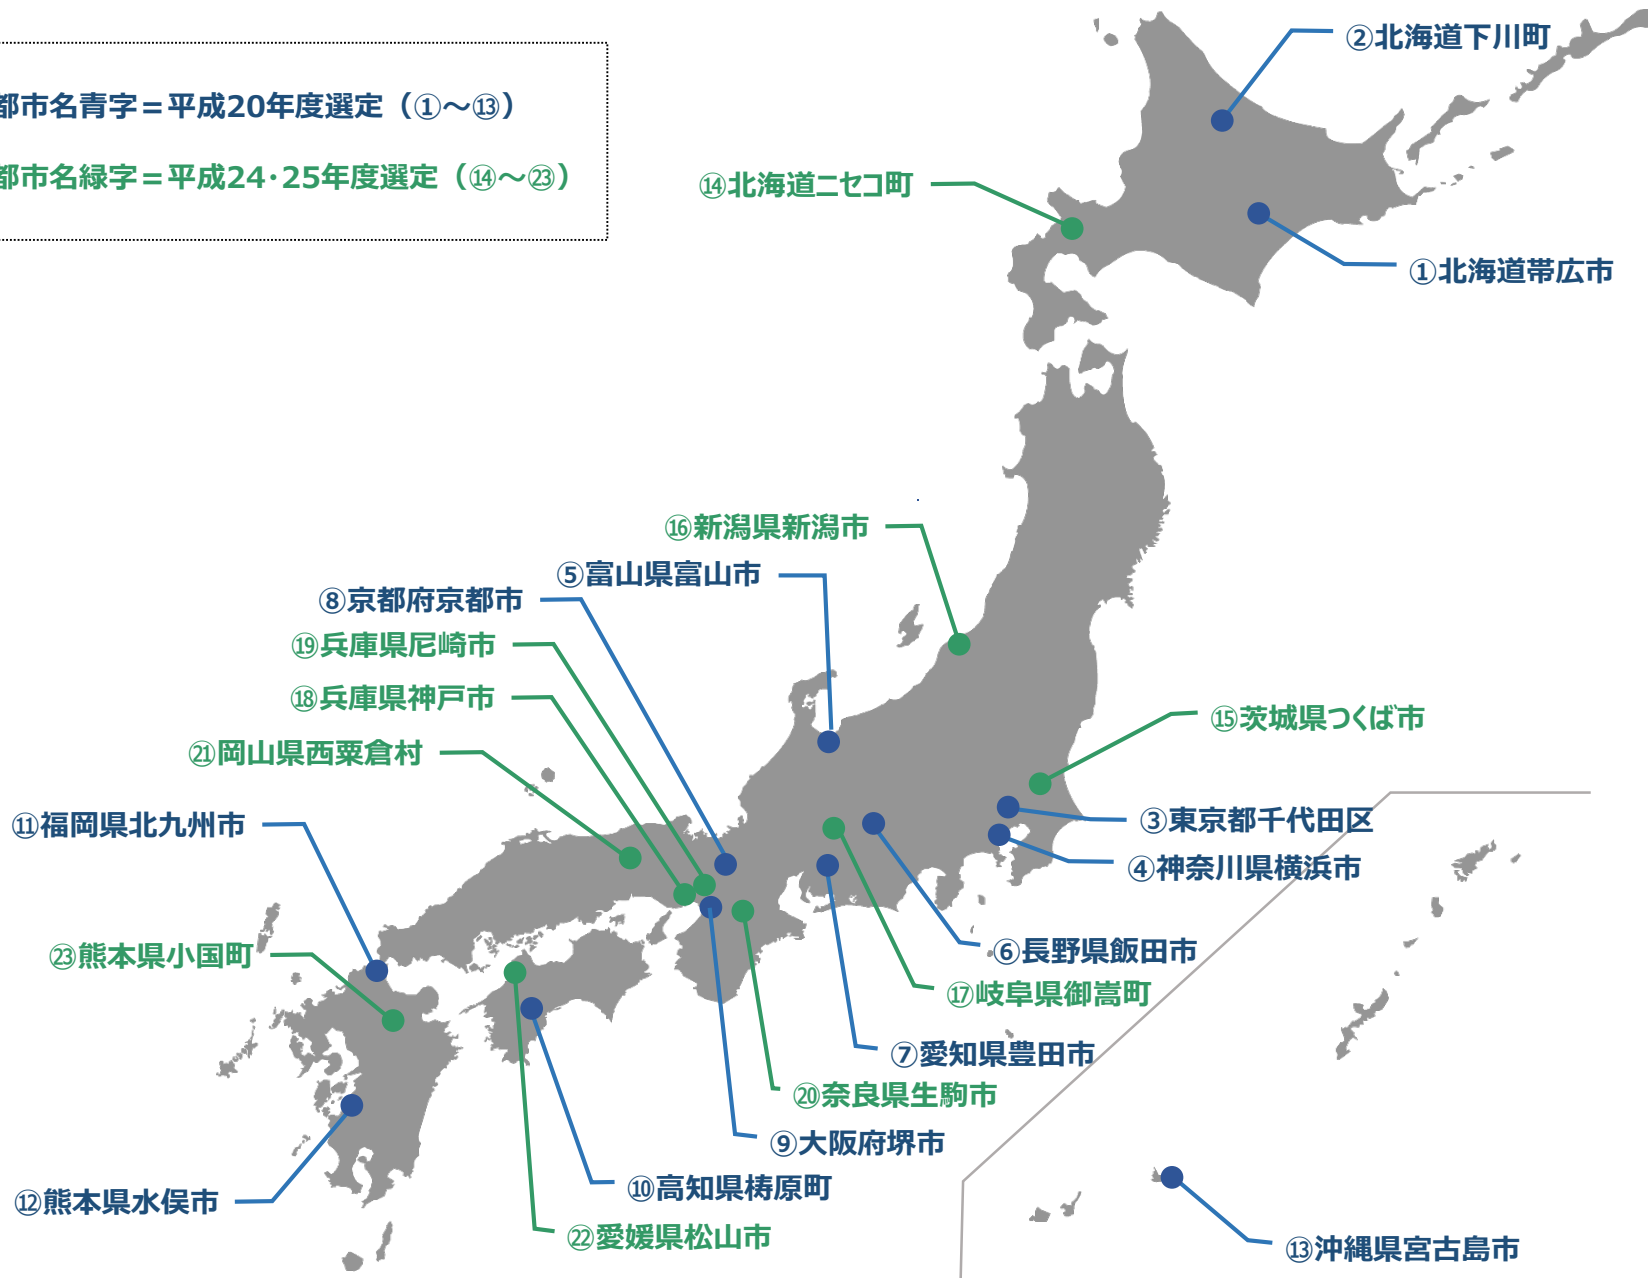 都市名青字=平成20年度選定(①~⑬)
都市名緑字=平成24・25年度選定(⑭~㉓)
②北海道下川町
⑭北海道ニセコ町
①北海道帯広市
⑯新潟県新潟市
⑤富山県富山市
⑧京都府京都市
⑲兵庫県尼崎市
⑱兵庫県神戸市
⑮茨城県つくば市
㉑岡山県西粟倉村
⑪福岡県北九州市
③東京都千代田区
④神奈川県横浜市
㉓熊本県小国町
⑥長野県飯田市
⑰岐阜県御嵩町
⑦愛知県豊田市
⑳奈良県生駒市
⑨大阪府堺市
⑩高知県梼原町
⑫熊本県水俣市
㉒愛媛県松山市
⑬沖縄県宮古島市